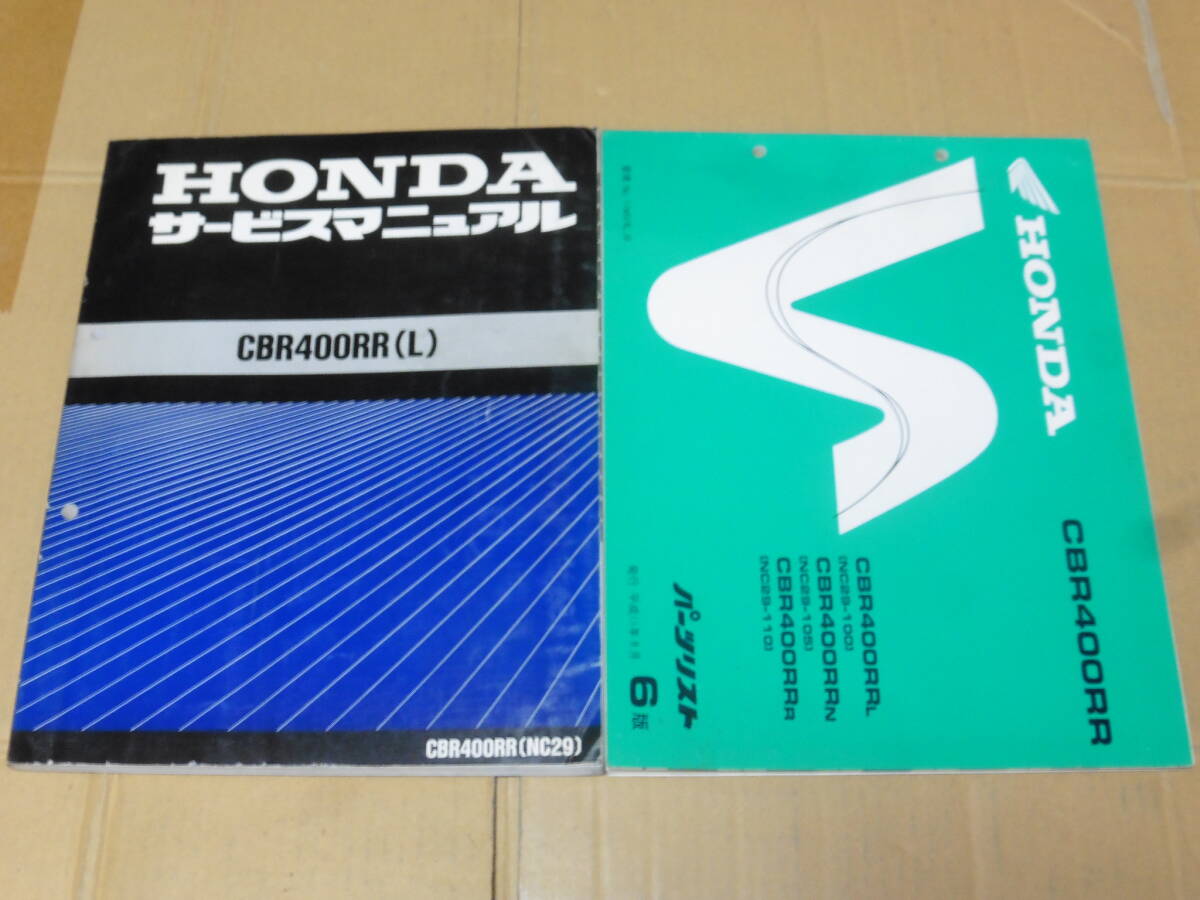 HONDA
サービスマニュアル
CBR400RR(L)
CBR400RR(NC29)
HONDA
CBR400RR
CBR400RRL
(NC29-100)
CBR400RRN
(NC29-105)
CBR400RRR
(NC29-110)
パーツリスト
6版